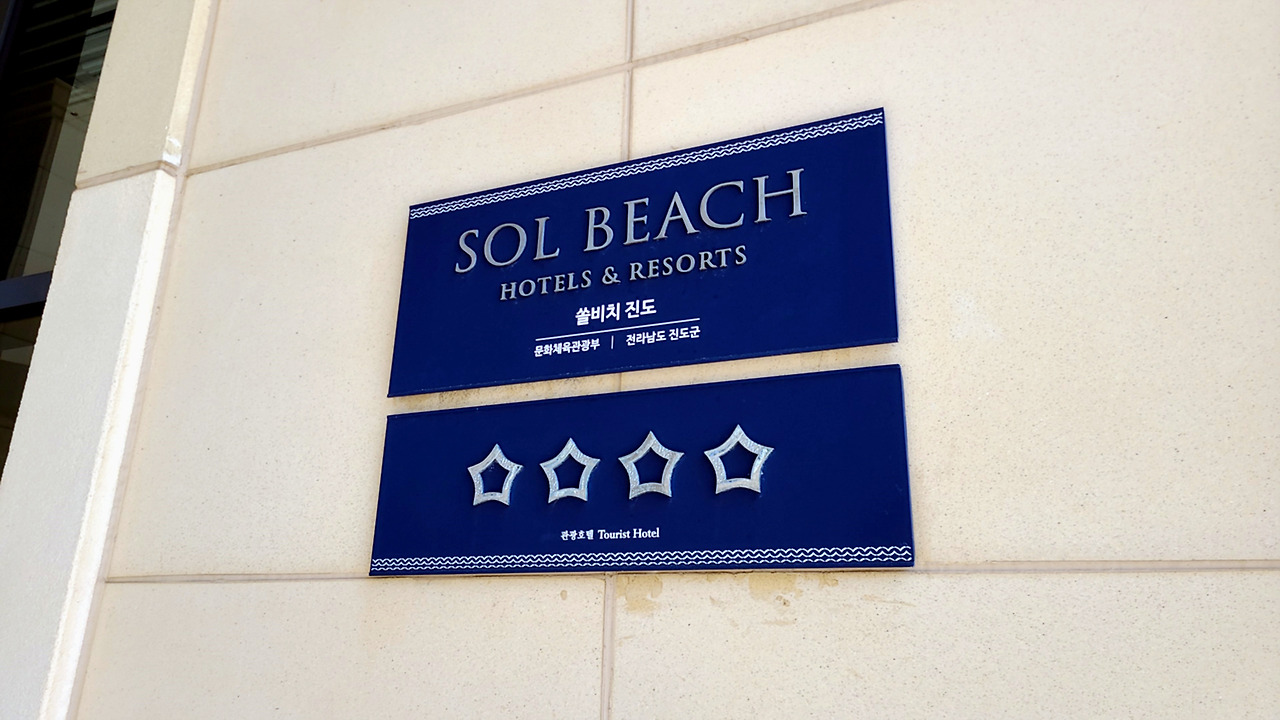 SOL BEACH
HOTELS & RESORTS
쏠비치 진도
문화체육관광부 | 전라남도 진도군
관광호텔 Tourist Hotel